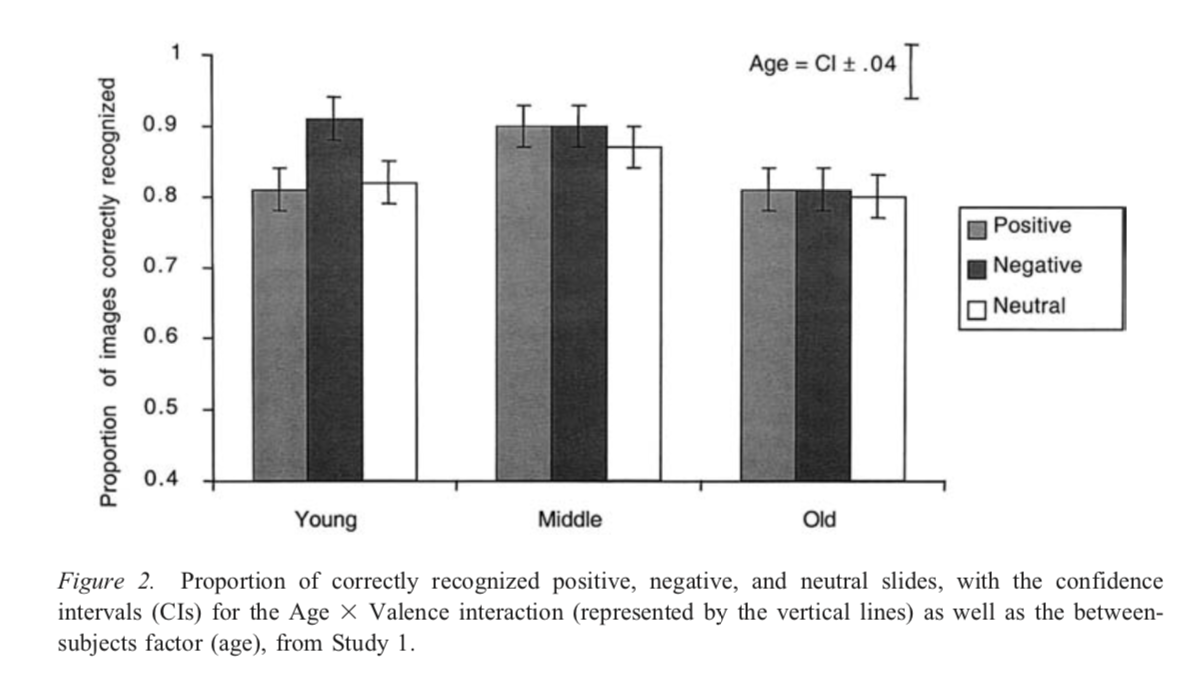 Proportion of images correctly recognized
1
0.9
0.8
0.7
0.6
0.5
0.4
Age = CI ± .04
Positive
Negative
Neutral
Young
Middle
Old
Figure 2. Proportion of correctly recognized positive, negative, and neutral slides, with the confidence
intervals (CIs) for the Age × Valence interaction (represented by the vertical lines) as well as the between-
subjects factor (age), from Study 1.